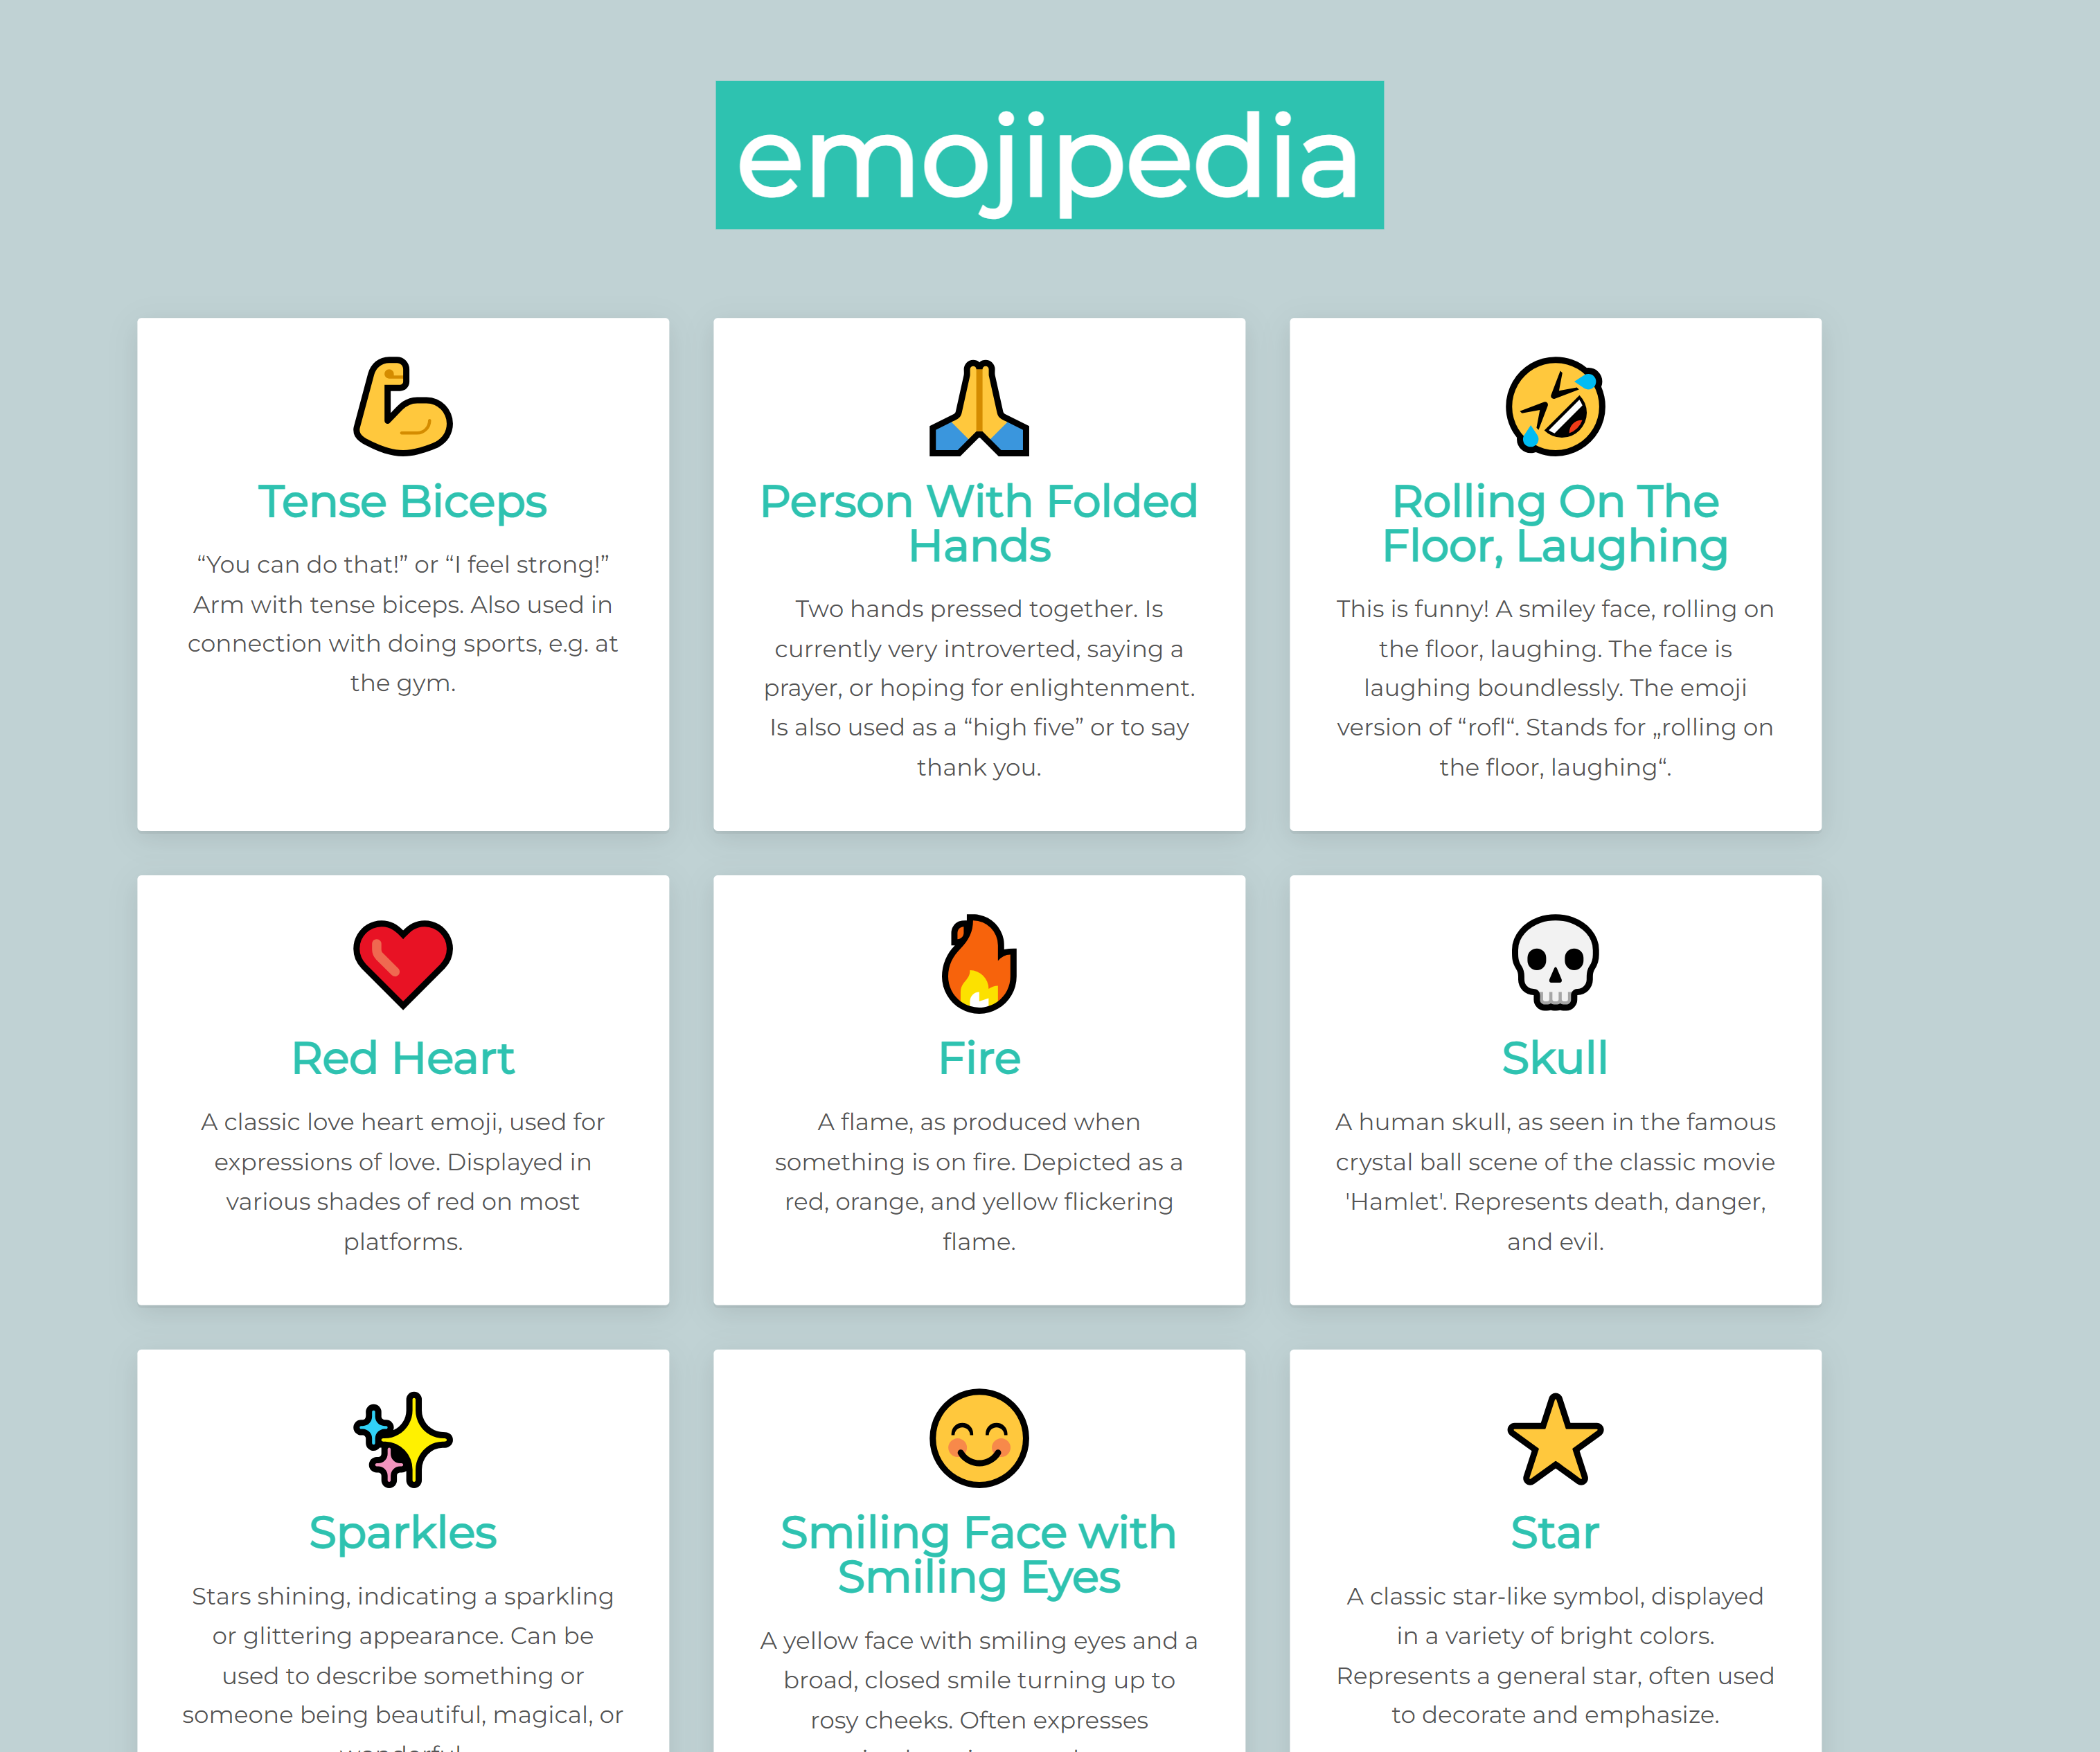 emojipedia
Tense Biceps
“You can do that!” or “I feel strong!”
Arm with tense biceps. Also used in
connection with doing sports, e.g. at
the gym.
Person With Folded
Hands
Two hands pressed together. Is
currently very introverted, saying a
prayer, or hoping for enlightenment.
Is also used as a “high five” or to say
thank you.
Rolling On The
Floor, Laughing
This is funny! A smiley face, rolling on
the floor, laughing. The face is
laughing boundlessly. The emoji
version of “rofl“. Stands for „rolling on
the floor, laughing“.
Red Heart
A classic love heart emoji, used for
expressions of love. Displayed in
various shades of red on most
platforms.
Fire
A flame, as produced when
something is on fire. Depicted as a
red, orange, and yellow flickering
flame.
Skull
A human skull, as seen in the famous
crystal ball scene of the classic movie
'Hamlet'. Represents death, danger,
and evil.
Sparkles
Stars shining, indicating a sparkling
or glittering appearance. Can be
used to describe something or
someone being beautiful, magical, or
Smiling Face with
Smiling Eyes
A yellow face with smiling eyes and a
broad, closed smile turning up to
rosy cheeks. Often expresses
Star
A classic star-like symbol, displayed
in a variety of bright colors.
Represents a general star, often used
to decorate and emphasize.